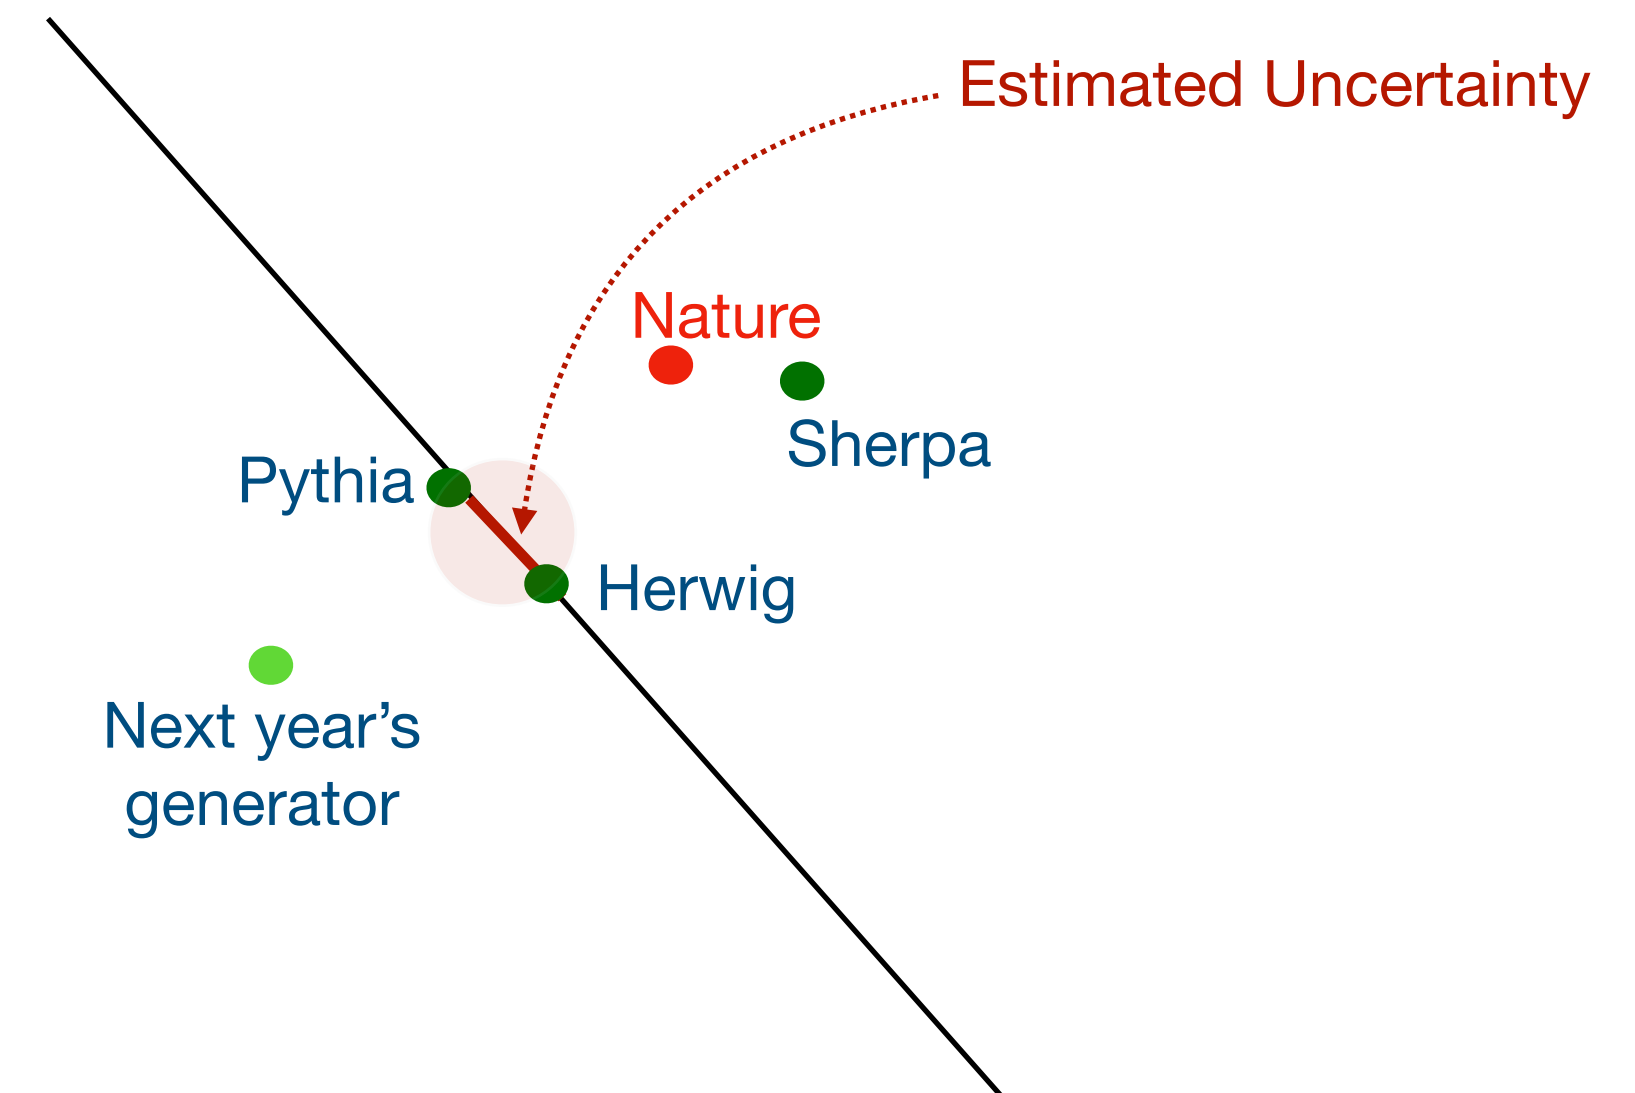 Estimated Uncertainty
Nature
Sherpa
Pythia
Herwig
Next year’s
generator